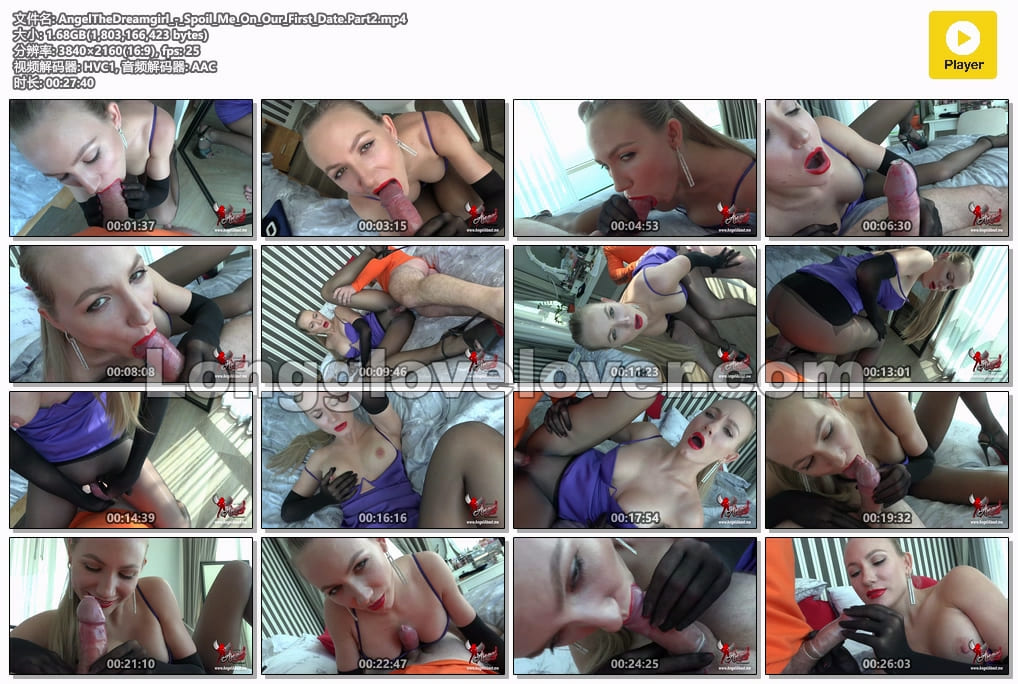 文件名: AngelTheDreamgirl_-_Spoil_Me_On_Our_First_Date.Part2.mp4
大小: 1.68GB(1,803,166,423 bytes)
分辨率: 3840×2160(16:9), fps: 25
视频解码器: HVC1, 音频解码器: AAC
时长: 00:27:40
Player
00:01:37
00:03:15
00:04:53
00:06:30
00:08:08
00:09:46
00:11:23
00:13:01
Longgloveloven.com
00:14:39
00:16:16
00:17:54
00:19:32
00:21:10
00:22:47
00:24:25
00:26:03